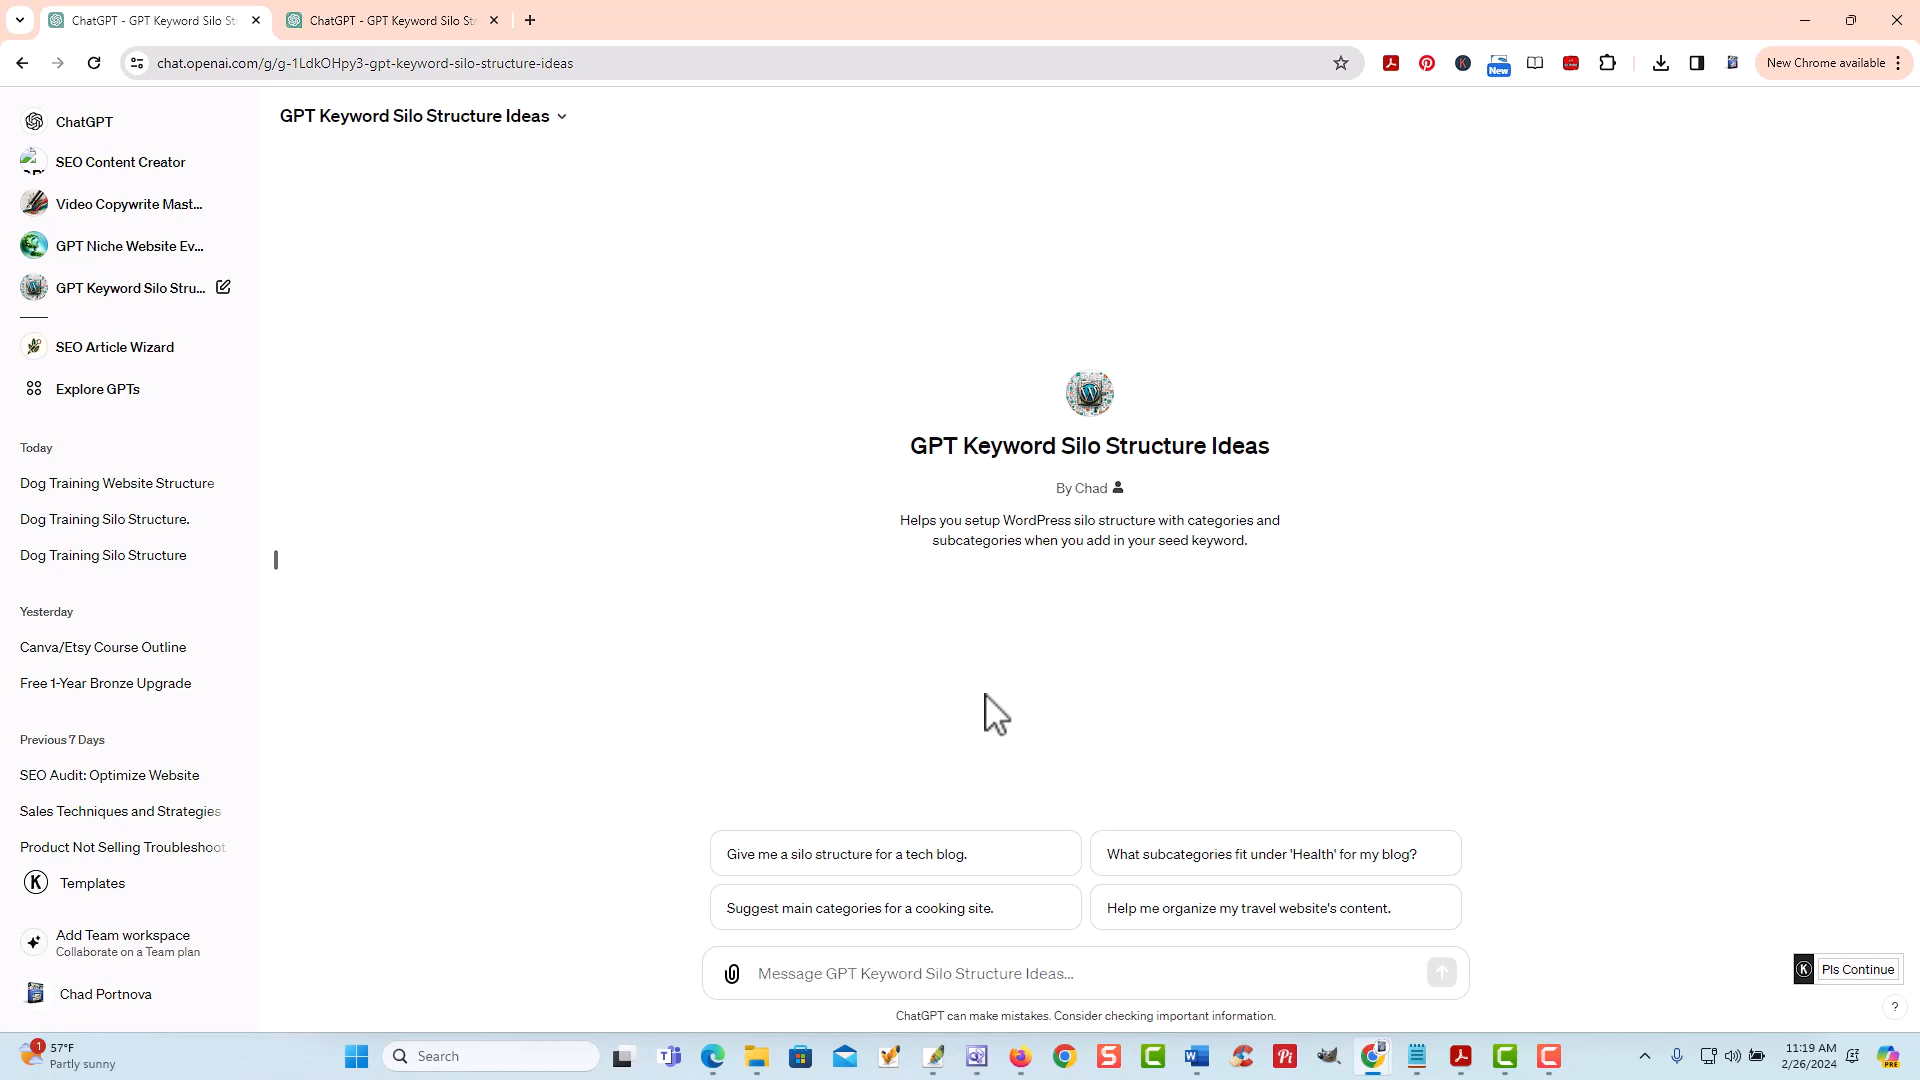 ChatGPT - GPT Keyword Silo St
ChatGPT - GPT Keyword Silo St
chat.openai.com/g/g-1LdkOHpy3-gpt-keyword-silo-structure-ideas
K
New
New Chrome available
ChatGPT
SEO Content Creator
Video Copywrite Mast...
GPT Niche Website Ev...
GPT Keyword Silo Stru...
SEO Article Wizard
Explore GPTs
Today
Dog Training Website Structure
Dog Training Silo Structure.
Dog Training Silo Structure
Yesterday
Canva/Etsy Course Outline
Free 1-Year Bronze Upgrade
Previous 7 Days
SEO Audit: Optimize Website
Sales Techniques and Strategies
Product Not Selling Troubleshoot
K Templates
Add Team workspace
Collaborate on a Team plan
Chad Portnova
GPT Keyword Silo Structure Ideas
GPT Keyword Silo Structure Ideas
By Chad
Helps you setup WordPress silo structure with categories and
subcategories when you add in your seed keyword.
Give me a silo structure for a tech blog.
What subcategories fit under 'Health' for my blog?
Suggest main categories for a cooking site.
Help me organize my travel website's content.
Message GPT Keyword Silo Structure Ideas...
K Pls Continue
ChatGPT can make mistakes. Consider checking important information.
?
1
57°F
Partly sunny
Search
11:19 AM
2/26/2024
PRE